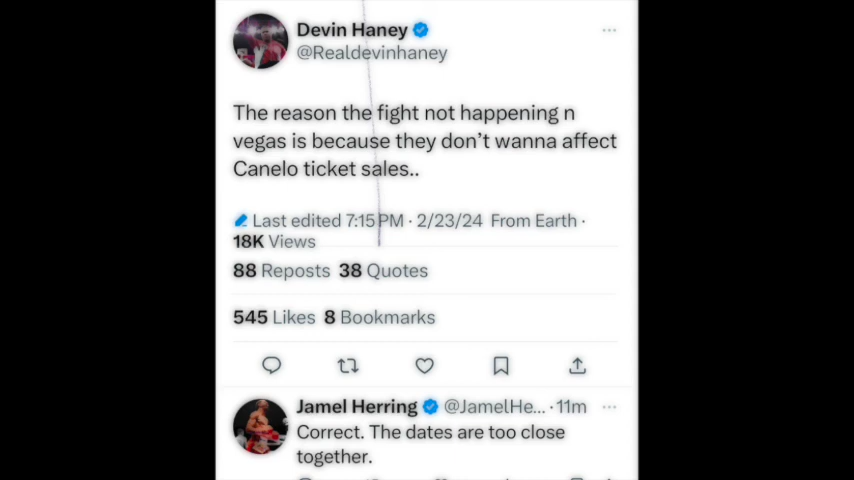 Devin Haney
@Realdevinhaney
The reason the fight not happening n
vegas is because they don't wanna affect
Canelo ticket sales..
Last edited 7:15 PM · 2/23/24 From Earth ·
18K Views
88 Reposts 38 Quotes
545 Likes 8 Bookmarks
Jamel Herring @JamelHe... · 11m
Correct. The dates are too close
together.